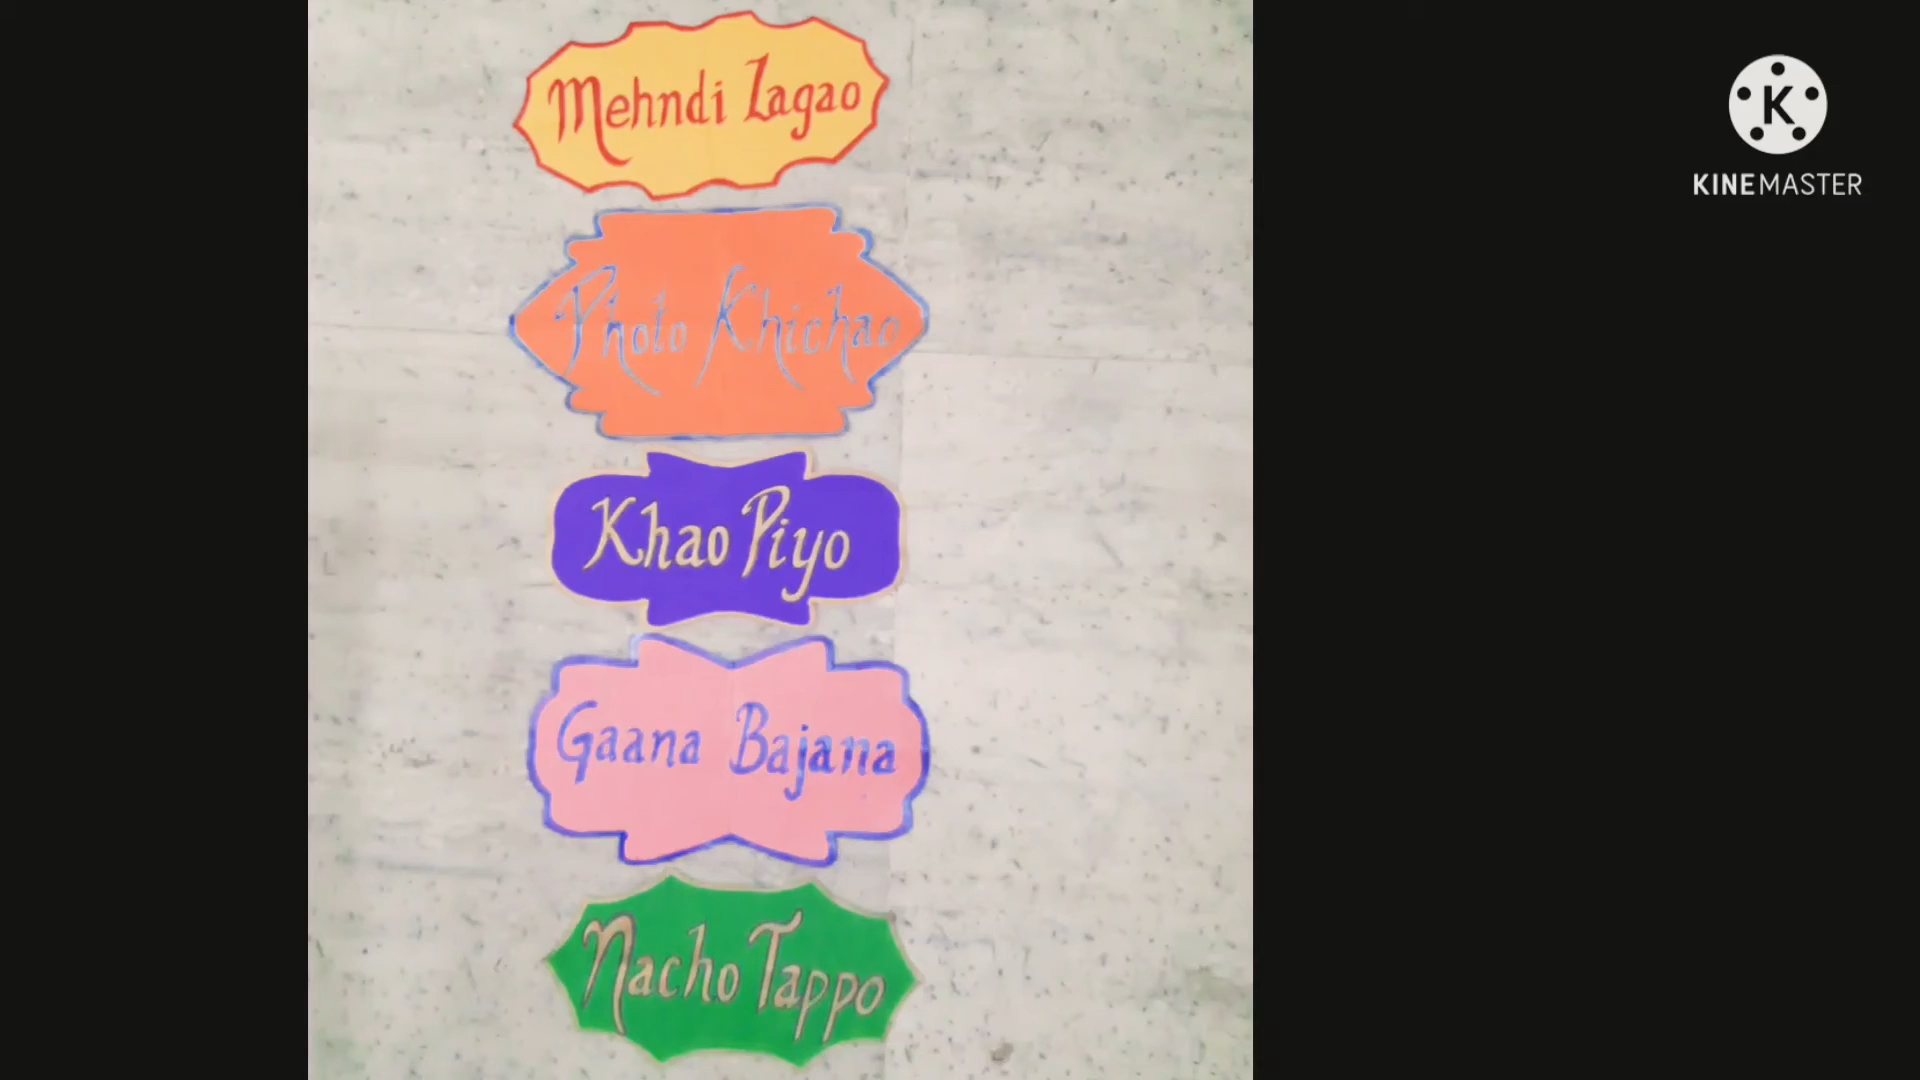 Mehndi Lagao
Photo Khichao
Khao Piyo
Gaana Bajana
Nacho Tappo
K
KINEMASTER